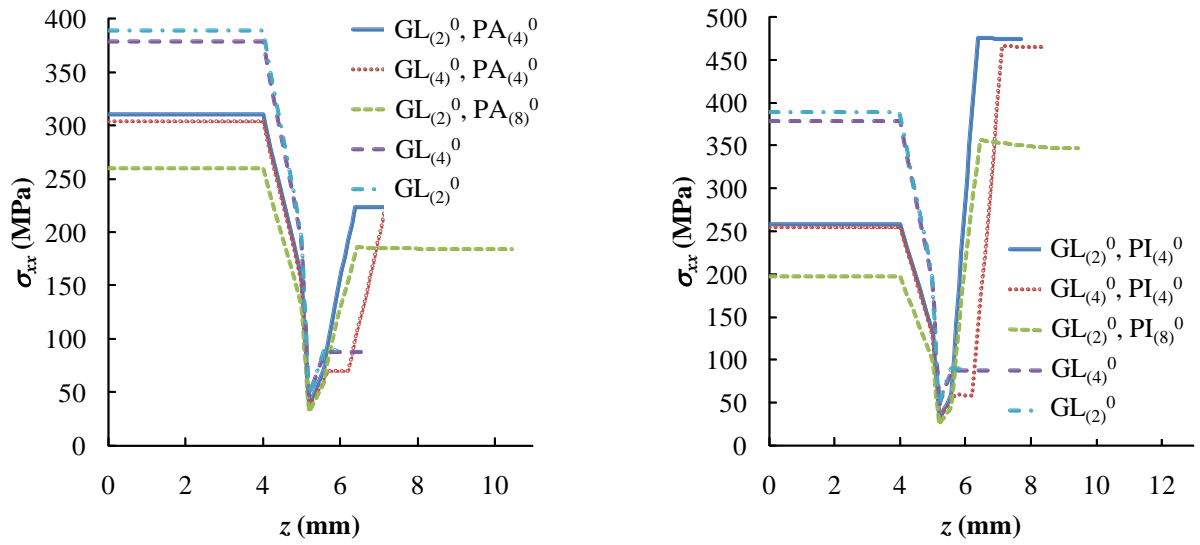 400
350
300
250
200
150
100
50
0
σxx (MPa)
0 2 4 6 8 10
z (mm)
GL(2)0, PA(4)0
GL(4)0, PA(4)0
GL(2)0, PA(8)0
GL(4)0
GL(2)0
500
450
400
350
300
250
200
150
100
50
0
σxx (MPa)
0 2 4 6 8 10 12
z (mm)
GL(2)0, PI(4)0
GL(4)0, PI(4)0
GL(2)0, PI(8)0
GL(4)0
GL(2)0